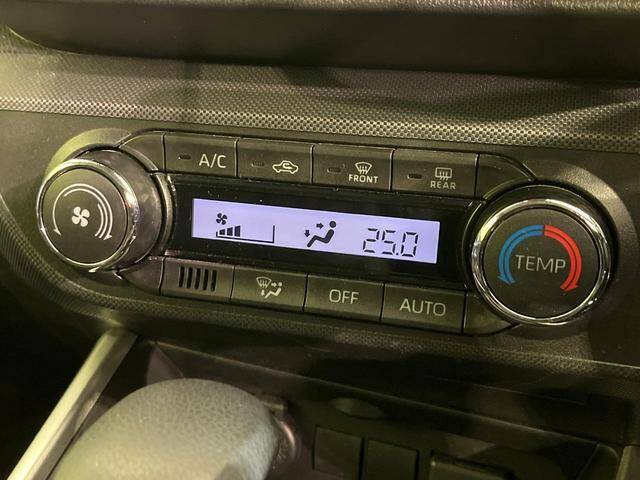 A/C
FRONT
REAR
25.0
TEMP
OFF
AUTO